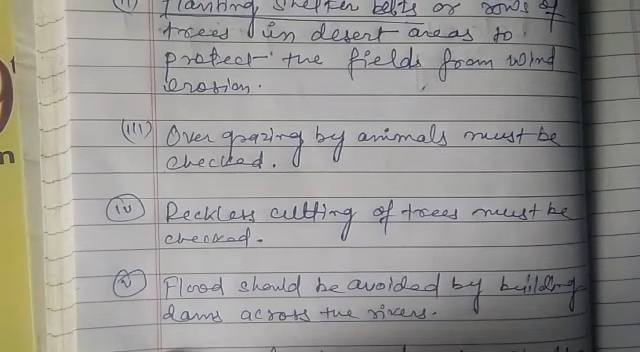 (ii) Planting shelter belts or rows of
trees in desert areas to
protect the fields from wind
erosion.
(iii) Over grazing by animals must be
checked.
(iv) Reckless cutting of trees must be
checked.
(v) Flood should be avoided by building
dams across the rivers.